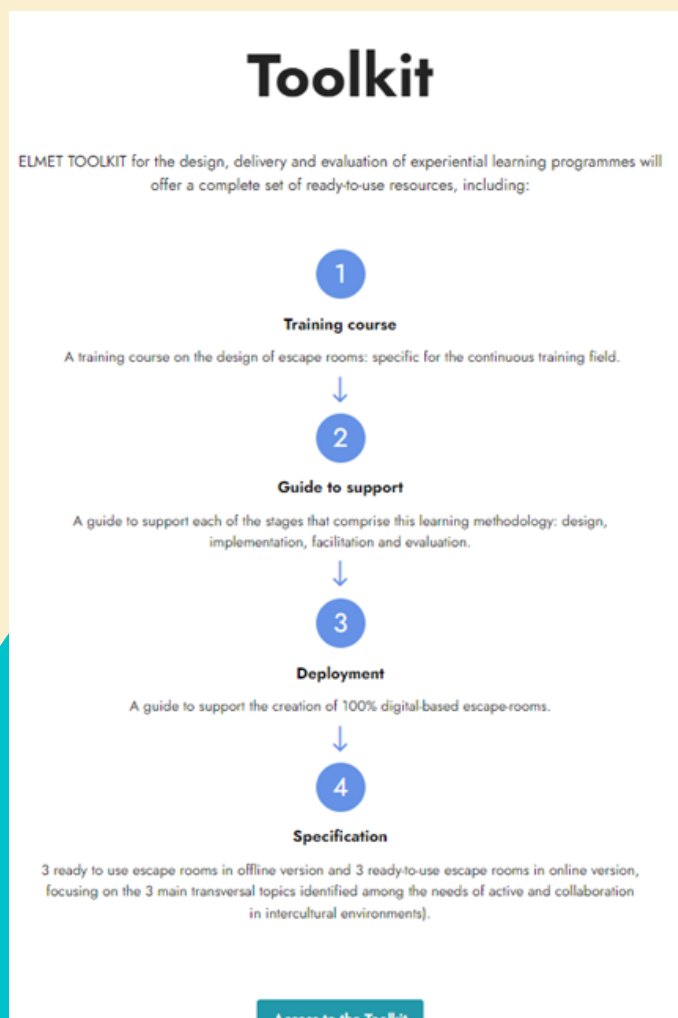 Toolkit
ELMET TOOLKIT for the design, delivery and evaluation of experiential learning programmes will
offer a complete set of ready-to-use resources, including:
1
Training course
A training course on the design of escape rooms: specific for the continuous training field.
↓
2
Guide to support
A guide to support each of the stages that comprise this learning methodology: design,
implementation, facilitation and evaluation.
↓
3
Deployment
A guide to support the creation of 100% digital-based escape-rooms.
↓
4
Specification
3 ready to use escape rooms in offline version and 3 ready-to-use escape rooms in online version,
focusing on the 3 main transversal topics identified among the needs of active and collaboration
in intercultural environments).
Access to the Toolkit